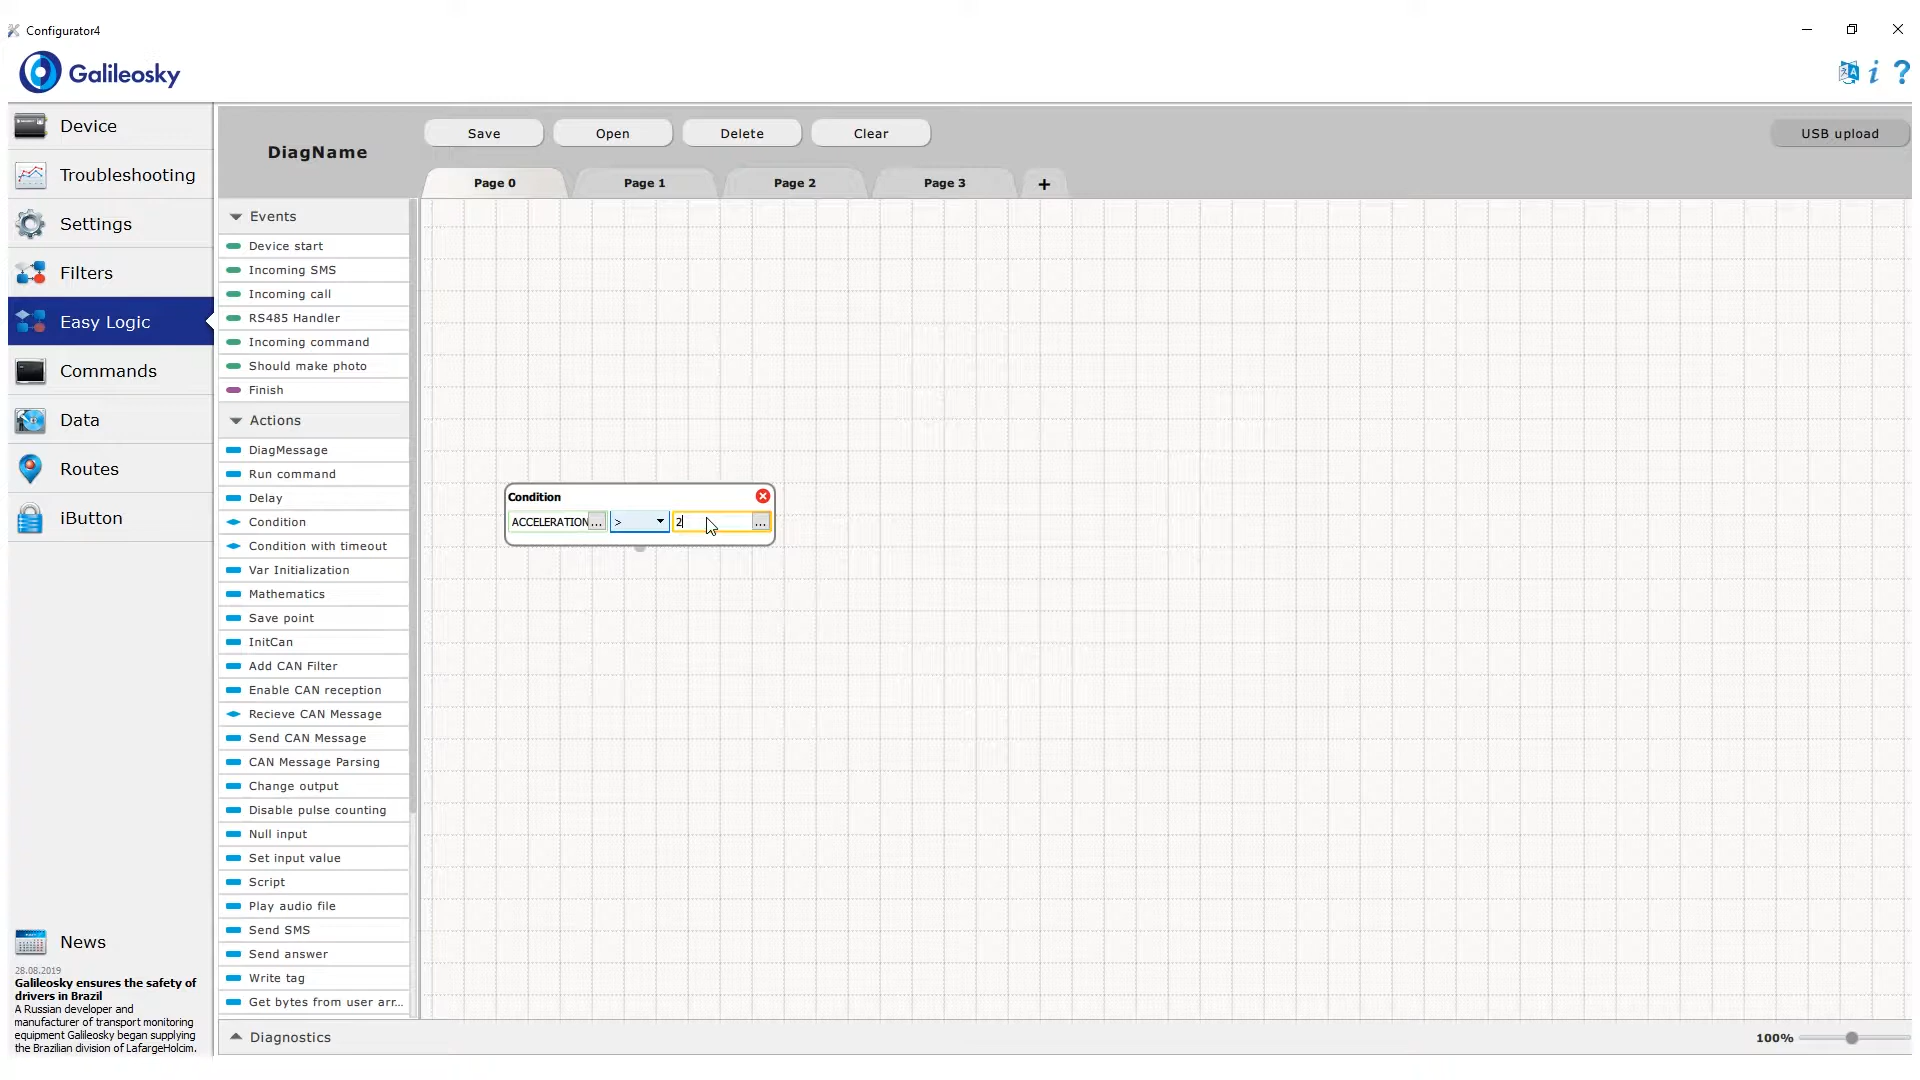 Configurator4
Galileosky
Device
Troubleshooting
Settings
Filters
Easy Logic
Commands
Data
Routes
iButton
News
28.08.2019
Galileosky ensures the safety of
drivers in Brazil
A Russian developer and
manufacturer of transport monitoring
equipment Galileosky began supplying
the Brazilian division of LafargeHolcim.
DiagName
Save Open Delete Clear
USB upload
Page 0 Page 1 Page 2 Page 3 +
Events
Device start
Incoming SMS
Incoming call
RS485 Handler
Incoming command
Should make photo
Finish
Actions
DiagMessage
Run command
Delay
Condition
Condition with timeout
Var Initialization
Mathematics
Save point
InitCan
Add CAN Filter
Enable CAN reception
Recieve CAN Message
Send CAN Message
CAN Message Parsing
Change output
Disable pulse counting
Null input
Set input value
Script
Play audio file
Send SMS
Send answer
Write tag
Get bytes from user arr...
Condition
ACCELERATION ... > 2 ...
Diagnostics
100%